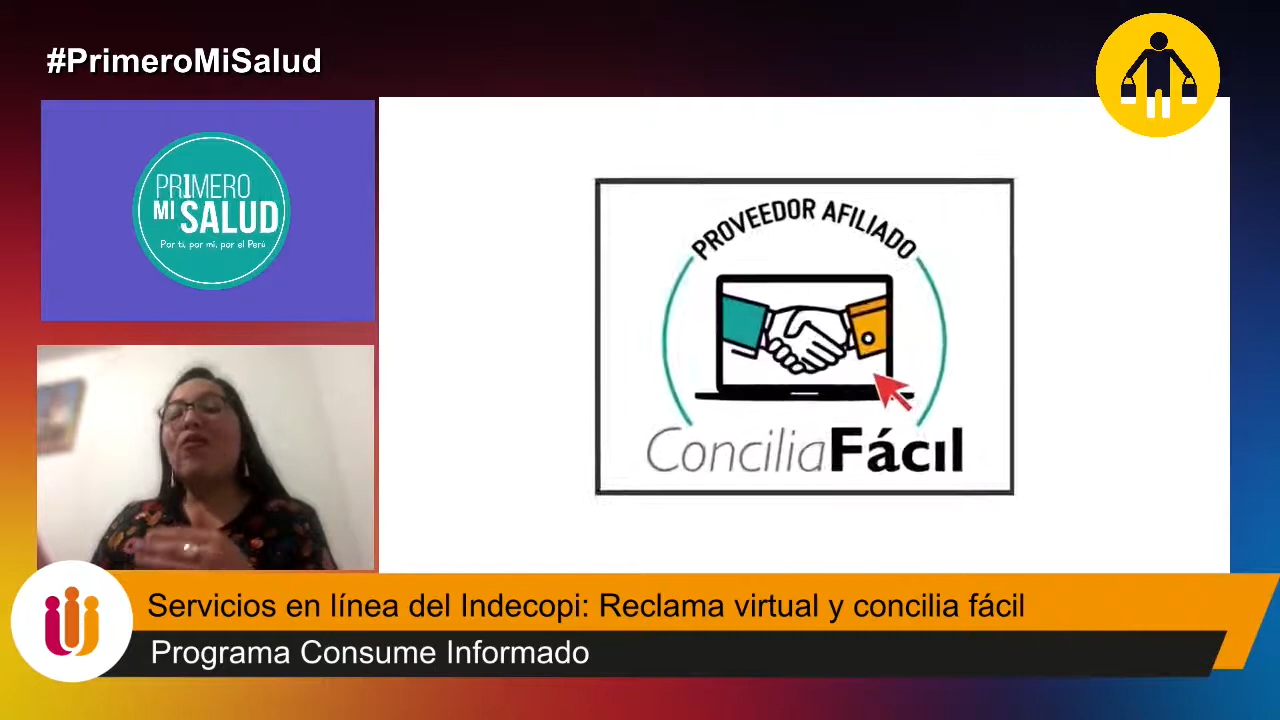 #PrimeroMiSalud
PR1MERO
MI SALUD
Por ti, por mí, por el Perú
PROVEEDOR AFILIADO
ConciliaFácil
Servicios en línea del Indecopi: Reclama virtual y concilia fácil
Programa Consume Informado